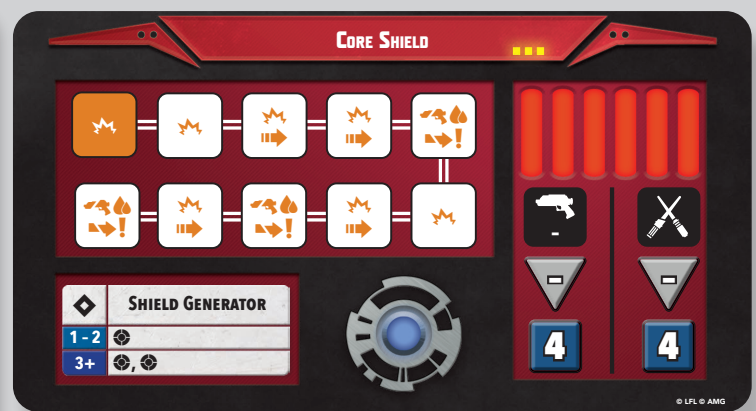 CORE SHIELD
SHIELD GENERATOR
1 - 2
3+
,
-
-
-
4
4
© LFL © AMG